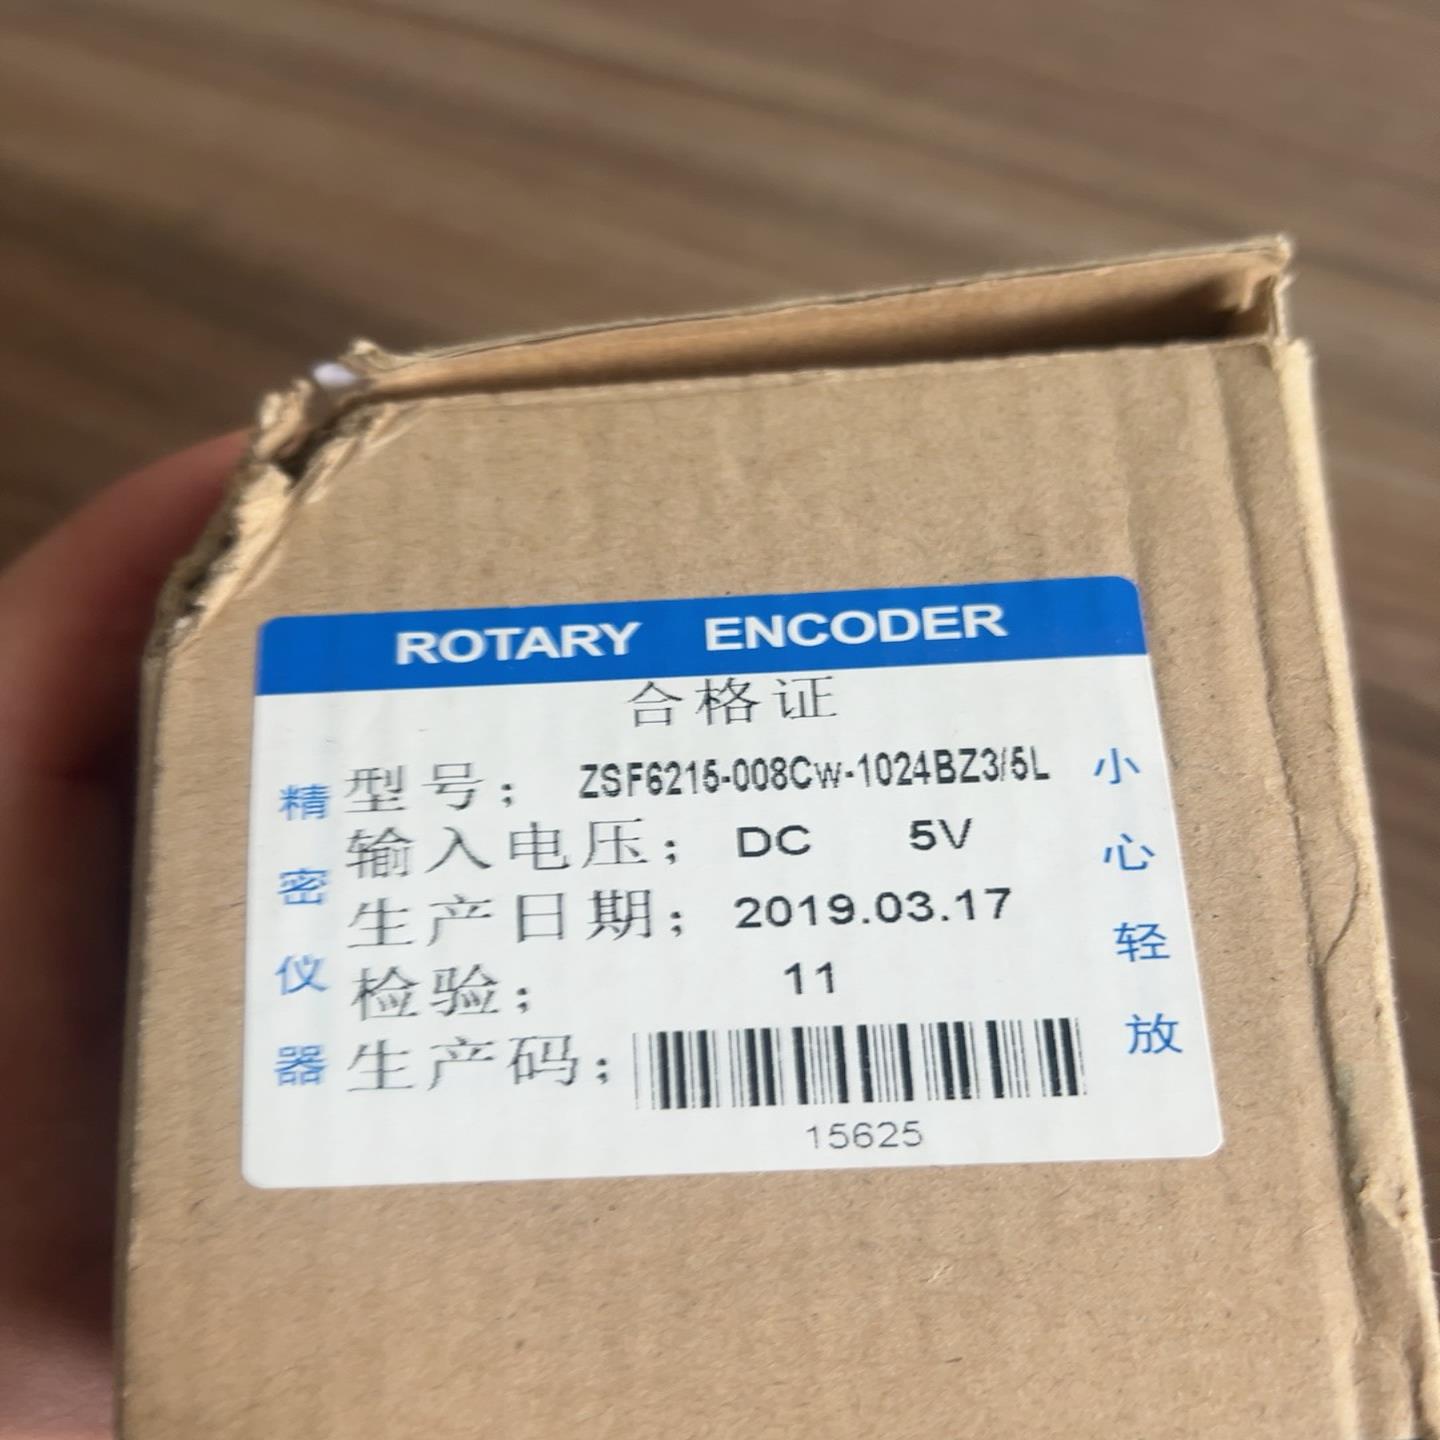 ROTARY ENCODER
合格证
型号； ZSF6215-008Cw-1024BZ3/5L
输入电压； DC 5V
生产日期； 2019.03.17
检验； 11
生产码；
15625
精密仪器
小心轻放